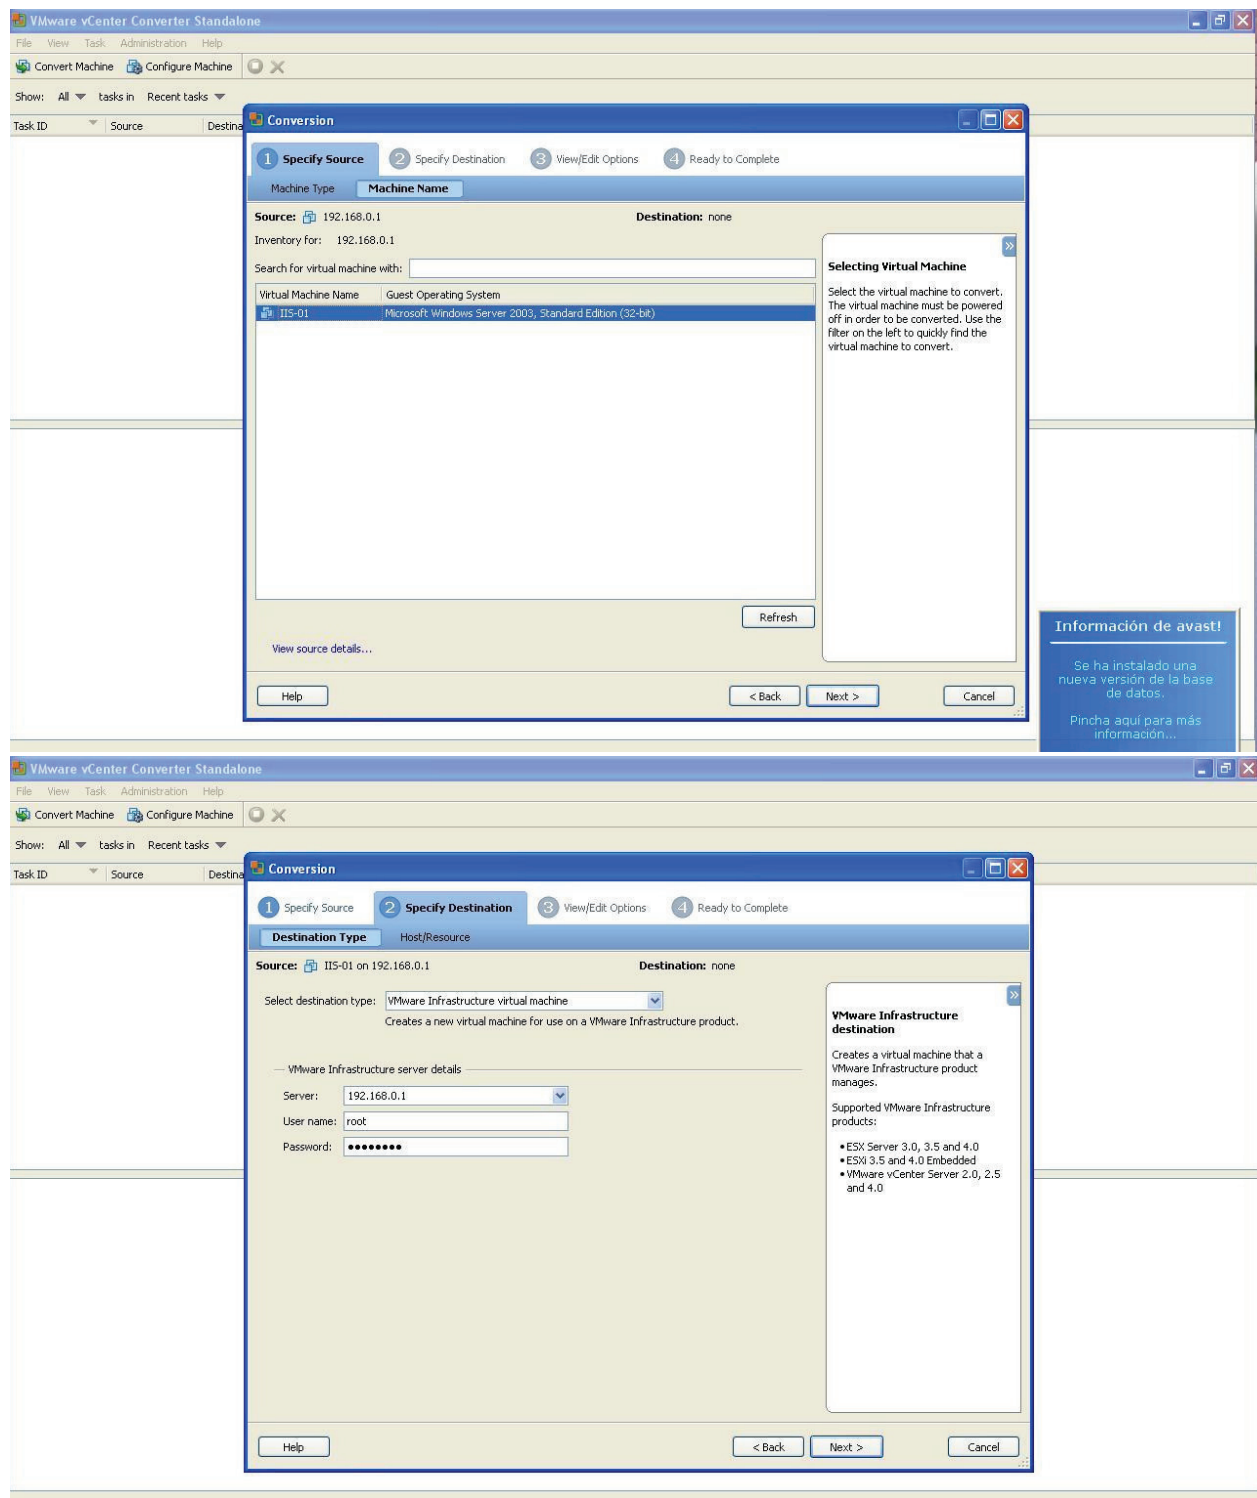 VMware vCenter Converter Standalone
File View Task Administration Help
Convert Machine Configure Machine
Show: All tasks in Recent tasks
Task ID Source Destina
Conversion
1 Specify Source 2 Specify Destination 3 View/Edit Options 4 Ready to Complete
Machine Type Machine Name
Source: 192.168.0.1 Destination: none
Inventory for: 192.168.0.1
Search for virtual machine with:
Virtual Machine Name Guest Operating System
IIS-01 Microsoft Windows Server 2003, Standard Edition (32-bit)
Selecting Virtual Machine
Select the virtual machine to convert.
The virtual machine must be powered
off in order to be converted. Use the
filter on the left to quickly find the
virtual machine to convert.
Refresh
View source details...
Help < Back Next > Cancel
Información de avast!
Se ha instalado una
nueva versión de la base
de datos.
Pincha aquí para más
información...
VMware vCenter Converter Standalone
File View Task Administration Help
Convert Machine Configure Machine
Show: All tasks in Recent tasks
Task ID Source Destina
Conversion
1 Specify Source 2 Specify Destination 3 View/Edit Options 4 Ready to Complete
Destination Type Host/Resource
Source: IIS-01 on 192.168.0.1 Destination: none
Select destination type: VMware Infrastructure virtual machine
Creates a new virtual machine for use on a VMware Infrastructure product.
VMware Infrastructure server details
Server: 192.168.0.1
User name: root
Password: ●●●●●●●●
VMware Infrastructure
destination
Creates a virtual machine that a
VMware Infrastructure product
manages.
Supported VMware Infrastructure
products:
• ESX Server 3.0, 3.5 and 4.0
• ESXi 3.5 and 4.0 Embedded
• VMware vCenter Server 2.0, 2.5
and 4.0
Help < Back Next > Cancel